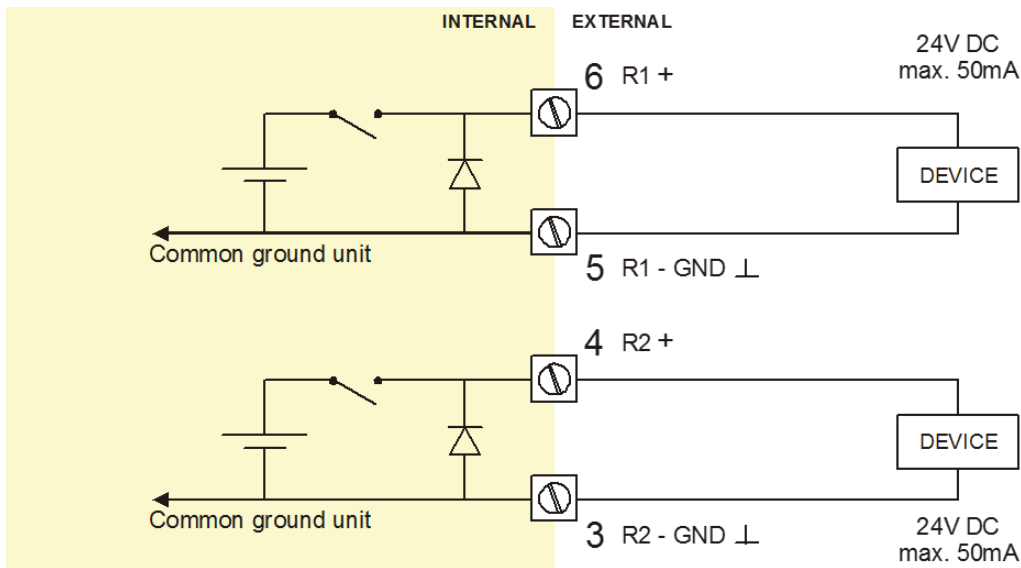 INTERNAL EXTERNAL
24V DC
max. 50mA
6 R1 +
DEVICE
Common ground unit
5 R1 - GND ⊥
4 R2 +
DEVICE
Common ground unit
3 R2 - GND ⊥
24V DC
max. 50mA